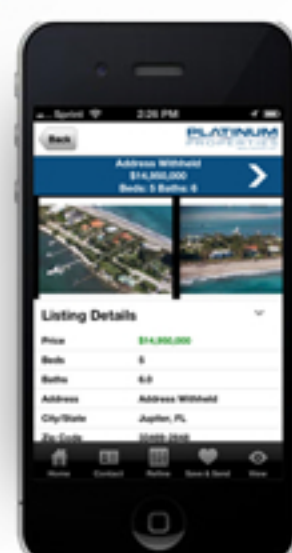 Sprint 2:26 PM
Back
PLATINUM
PROPERTIES
Address Withheld
$14,950,000
Beds: 5 Baths: 6
Listing Details
Price $14,950,000
Beds 5
Baths 6.0
Address Address Withheld
City/State Jupiter, FL
Zip Code
Home Contact Refine Save & Send View